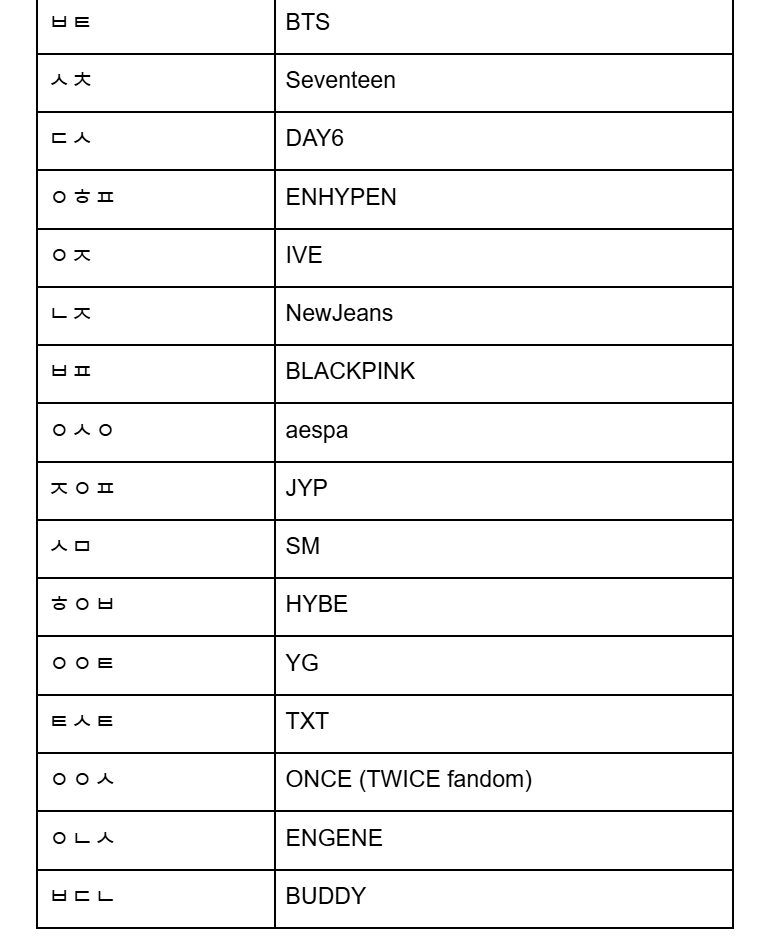 ㅂㅌ BTS
ㅅㅊ Seventeen
ㄷㅅ DAY6
ㅇㅎㅍ ENHYPEN
ㅇㅈ IVE
ㄴㅈ NewJeans
ㅂㅍ BLACKPINK
ㅇㅅㅇ aespa
ㅈㅇㅍ JYP
ㅅㅁ SM
ㅎㅇㅂ HYBE
ㅇㅇㅌ YG
ㅌㅅㅌ TXT
ㅇㅇㅅ ONCE (TWICE fandom)
ㅇㄴㅅ ENGENE
ㅂㄷㄴ BUDDY